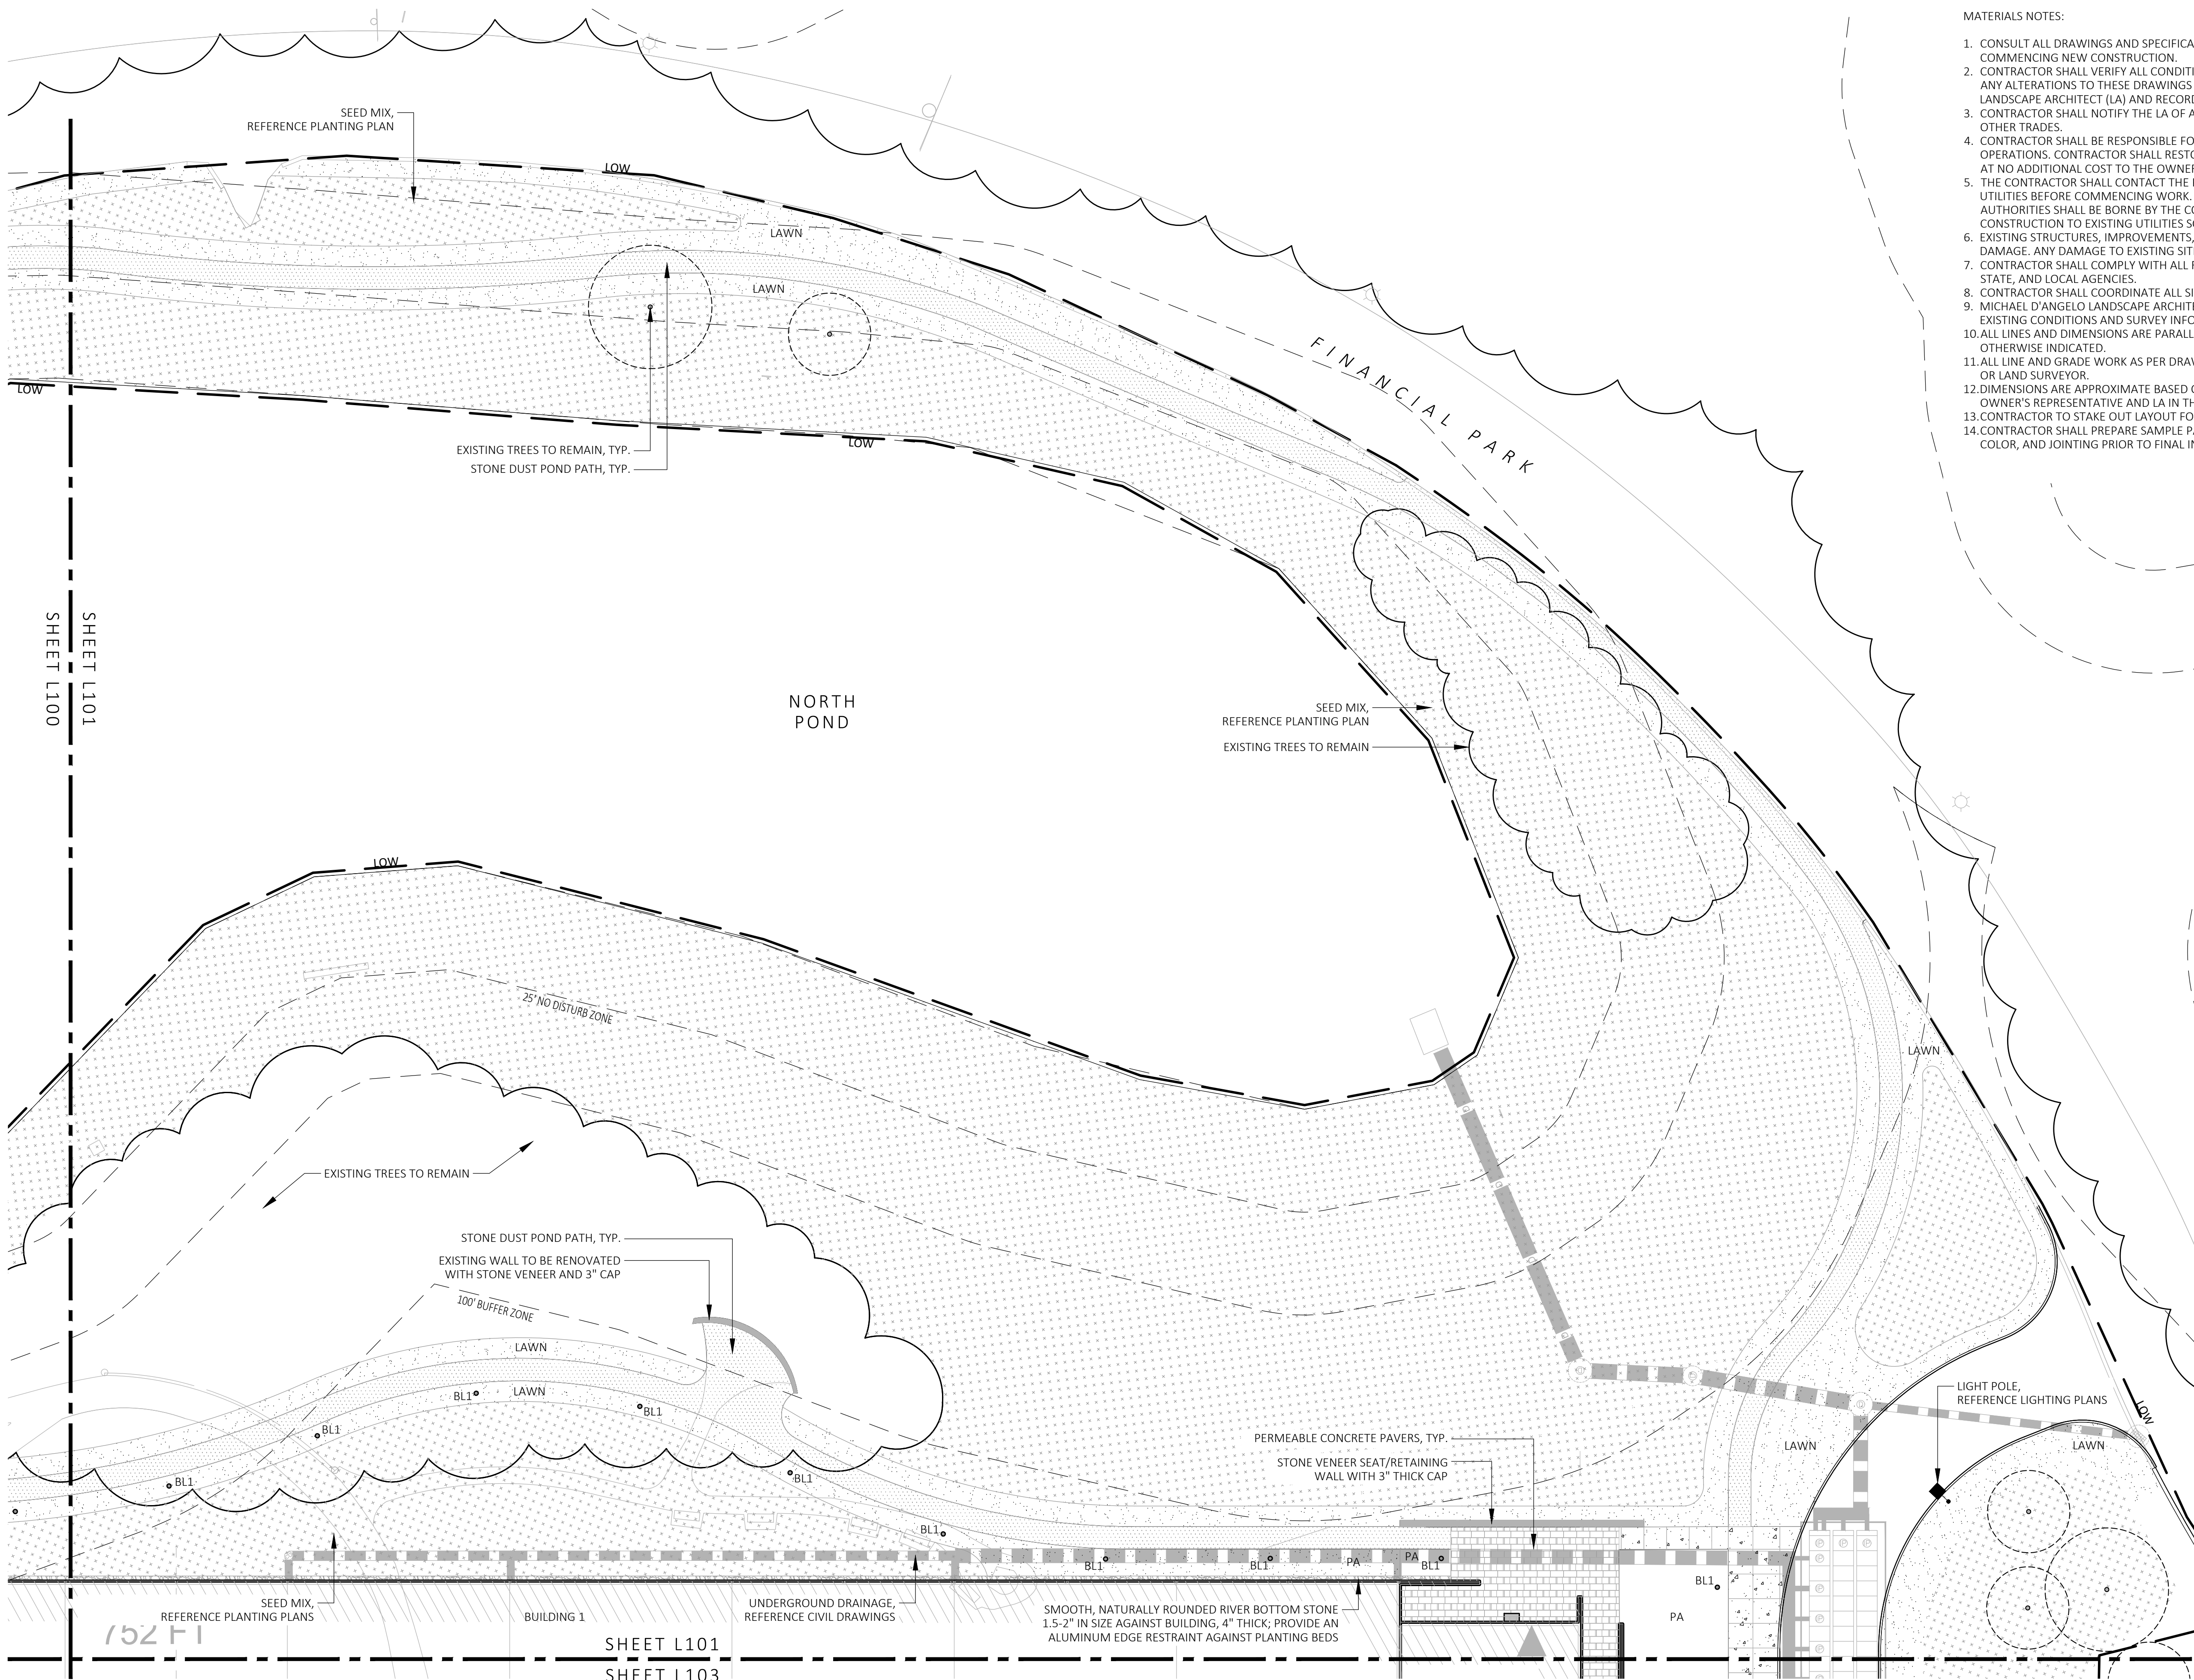 MATERIALS NOTES:
1. CONSULT ALL DRAWINGS AND
COMMENCING NEW CONSTRUCTION.
2. CONTRACTOR SHALL VERIFY ALL
ANY ALTERATIONS TO THESE DRAWINGS
LANDSCAPE ARCHITECT (LA) AND
3. CONTRACTOR SHALL NOTIFY THE LA OF
OTHER TRADES.
4. CONTRACTOR SHALL BE RESPONSIBLE
OPERATIONS. CONTRACTOR SHALL
AT NO ADDITIONAL COST TO THE
5. THE CONTRACTOR SHALL CONTACT THE
UTILITIES BEFORE COMMENCING WORK.
AUTHORITIES SHALL BE BORNE BY THE
CONSTRUCTION TO EXISTING UTILITIES
6. EXISTING STRUCTURES, IMPROVEMENTS,
DAMAGE. ANY DAMAGE TO EXISTING
7. CONTRACTOR SHALL COMPLY WITH ALL
STATE, AND LOCAL AGENCIES.
8. CONTRACTOR SHALL COORDINATE ALL
9. MICHAEL D'ANGELO LANDSCAPE
EXISTING CONDITIONS AND SURVEY
10. ALL LINES AND DIMENSIONS ARE
OTHERWISE INDICATED.
11. ALL LINE AND GRADE WORK AS PER
OR LAND SURVEYOR.
12. DIMENSIONS ARE APPROXIMATE BASED
OWNER'S REPRESENTATIVE AND LA IN
13. CONTRACTOR TO STAKE OUT LAYOUT
14. CONTRACTOR SHALL PREPARE SAMPLE
COLOR, AND JOINTING PRIOR TO FINAL
SEED MIX,
REFERENCE PLANTING PLAN
LOW
LAWN
LAWN
FINANCIAL PARK
LOW
LOW
EXISTING TREES TO REMAIN, TYP.
STONE DUST POND PATH, TYP.
SHEET L100
SHEET L101
NORTH
POND
SEED MIX,
REFERENCE PLANTING PLAN
EXISTING TREES TO REMAIN
LOW
25' NO DISTURB ZONE
LAWN
EXISTING TREES TO REMAIN
STONE DUST POND PATH, TYP.
EXISTING WALL TO BE RENOVATED
WITH STONE VENEER AND 3" CAP
100' BUFFER ZONE
LAWN
BL1
LAWN
BL1
BL1
BL1
BL1
BL1
LIGHT POLE,
REFERENCE LIGHTING PLANS
LOW
LAWN
LAWN
PERMEABLE CONCRETE PAVERS, TYP.
STONE VENEER SEAT/RETAINING
WALL WITH 3" THICK CAP
BL1
BL1
PA
PA
BL1
BL1
PA
SEED MIX,
REFERENCE PLANTING PLANS
BUILDING 1
UNDERGROUND DRAINAGE,
REFERENCE CIVIL DRAWINGS
SMOOTH, NATURALLY ROUNDED RIVER BOTTOM STONE
1.5-2" IN SIZE AGAINST BUILDING, 4" THICK; PROVIDE AN
ALUMINUM EDGE RESTRAINT AGAINST PLANTING BEDS
752 FT
SHEET L101
SHEET L103